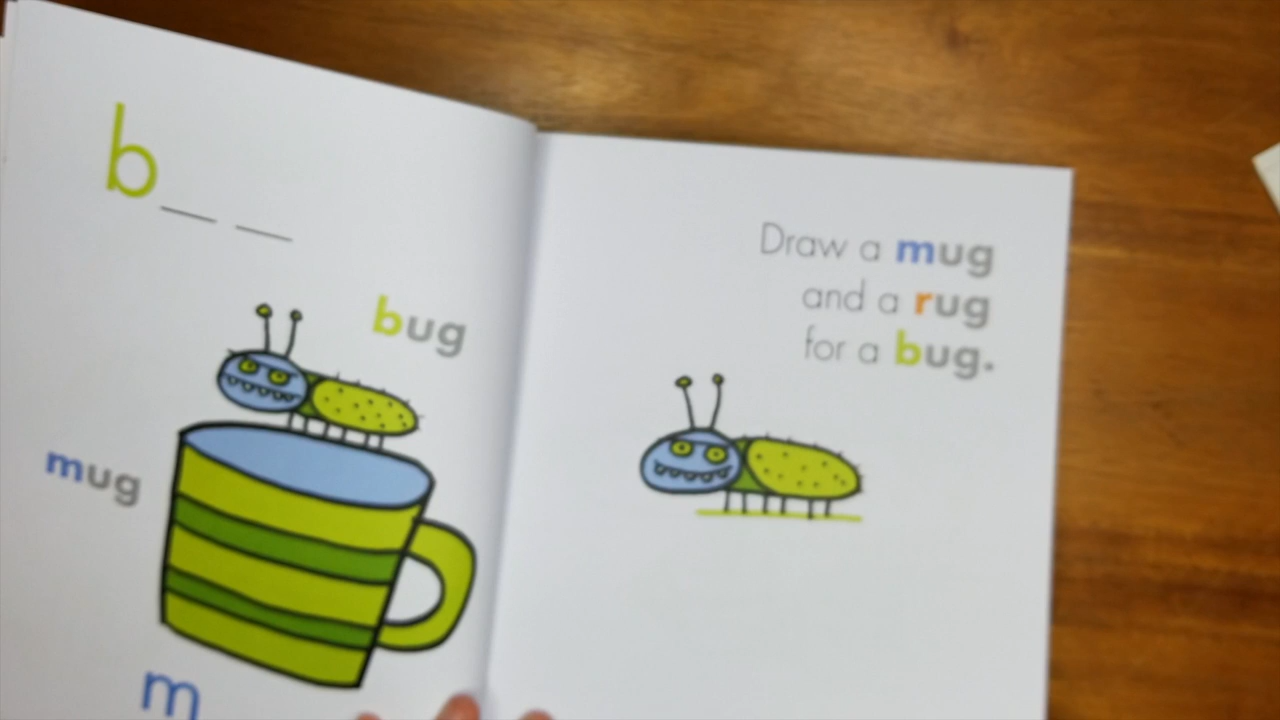 b _ _
bug
mug
m
Draw a mug
and a rug
for a bug.